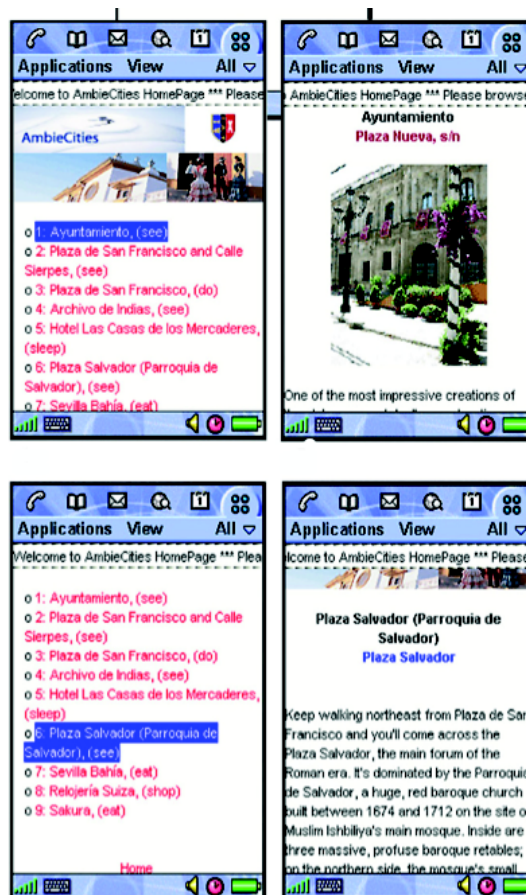 Applications View All
elcome to AmbieCities HomePage *** Please
AmbieCities
o 1: Ayuntamiento, (see)
o 2: Plaza de San Francisco and Calle
Sierpes, (see)
o 3: Plaza de San Francisco, (do)
o 4: Archivo de Indias, (see)
o 5: Hotel Las Casas de los Mercaderes,
(sleep)
o 6: Plaza Salvador (Parroquia de
Salvador), (see)
o 7: Sevilla Bahía, (eat)
Applications View All
AmbieCities HomePage *** Please browse
Ayuntamiento
Plaza Nueva, s/n
One of the most impressive creations of
Applications View All
Welcome to AmbieCities HomePage *** Plea
o 1: Ayuntamiento, (see)
o 2: Plaza de San Francisco and Calle
Sierpes, (see)
o 3: Plaza de San Francisco, (do)
o 4: Archivo de Indias, (see)
o 5: Hotel Las Casas de los Mercaderes,
(sleep)
o 6: Plaza Salvador (Parroquia de
Salvador), (see)
o 7: Sevilla Bahía, (eat)
o 8: Relojería Suiza, (shop)
o 9: Sakura, (eat)
Home
Applications View All
lcome to AmbieCities HomePage *** Please
Plaza Salvador (Parroquia de
Salvador)
Plaza Salvador
Keep walking northeast from Plaza de San
Francisco and you'll come across the
Plaza Salvador, the main forum of the
Roman era. It's dominated by the Parroquia
de Salvador, a huge, red baroque church
built between 1674 and 1712 on the site o
Muslim Ishbiliya's main mosque. Inside are
three massive, profuse baroque retables;
on the northern side, the mosque's small